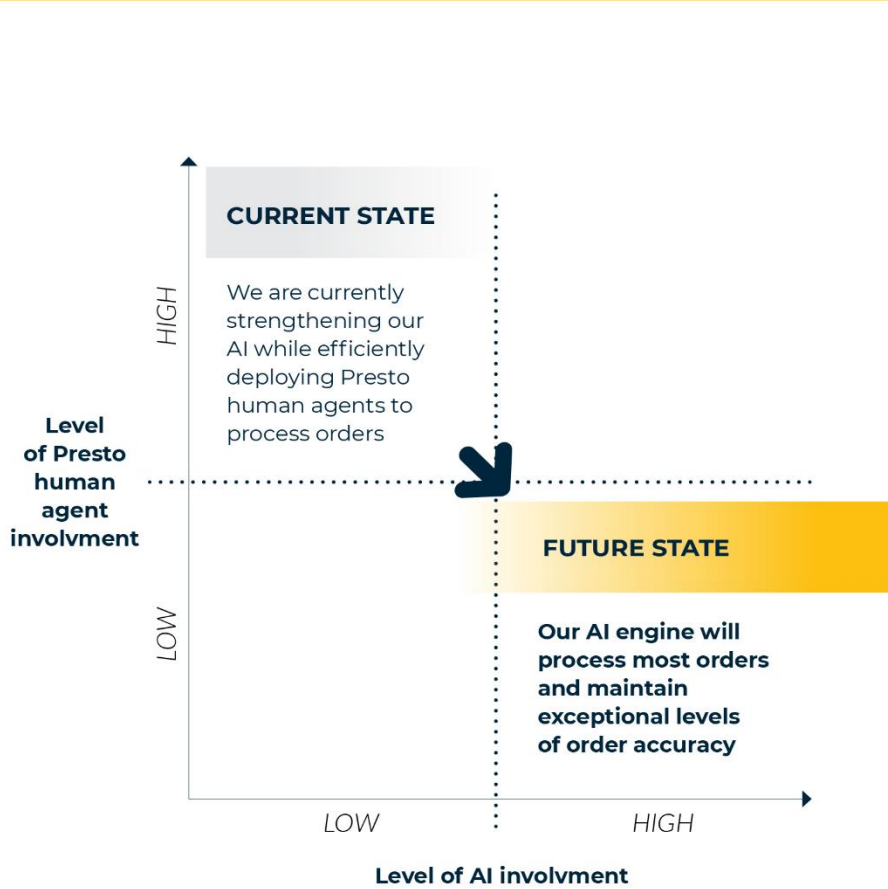 CURRENT STATE
We are currently
strengthening our
AI while efficiently
deploying Presto
human agents to
process orders
HIGH
Level
of Presto
human
agent
involvment
LOW
FUTURE STATE
Our AI engine will
process most orders
and maintain
exceptional levels
of order accuracy
LOW
HIGH
Level of AI involvment